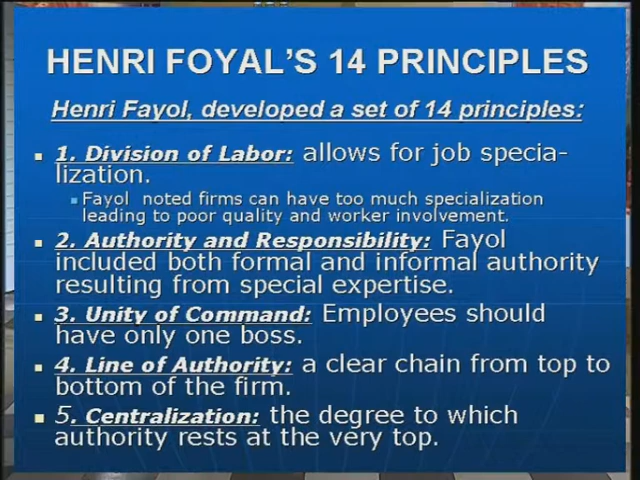 HENRI FOYAL'S 14 PRINCIPLES
Henri Fayol, developed a set of 14 principles:
1. Division of Labor: allows for job specia-
lization.
Fayol noted firms can have too much specialization
leading to poor quality and worker involvement.
2. Authority and Responsibility: Fayol
included both formal and informal authority
resulting from special expertise.
3. Unity of Command: Employees should
have only one boss.
4. Line of Authority: a clear chain from top to
bottom of the firm.
5. Centralization: the degree to which
authority rests at the very top.